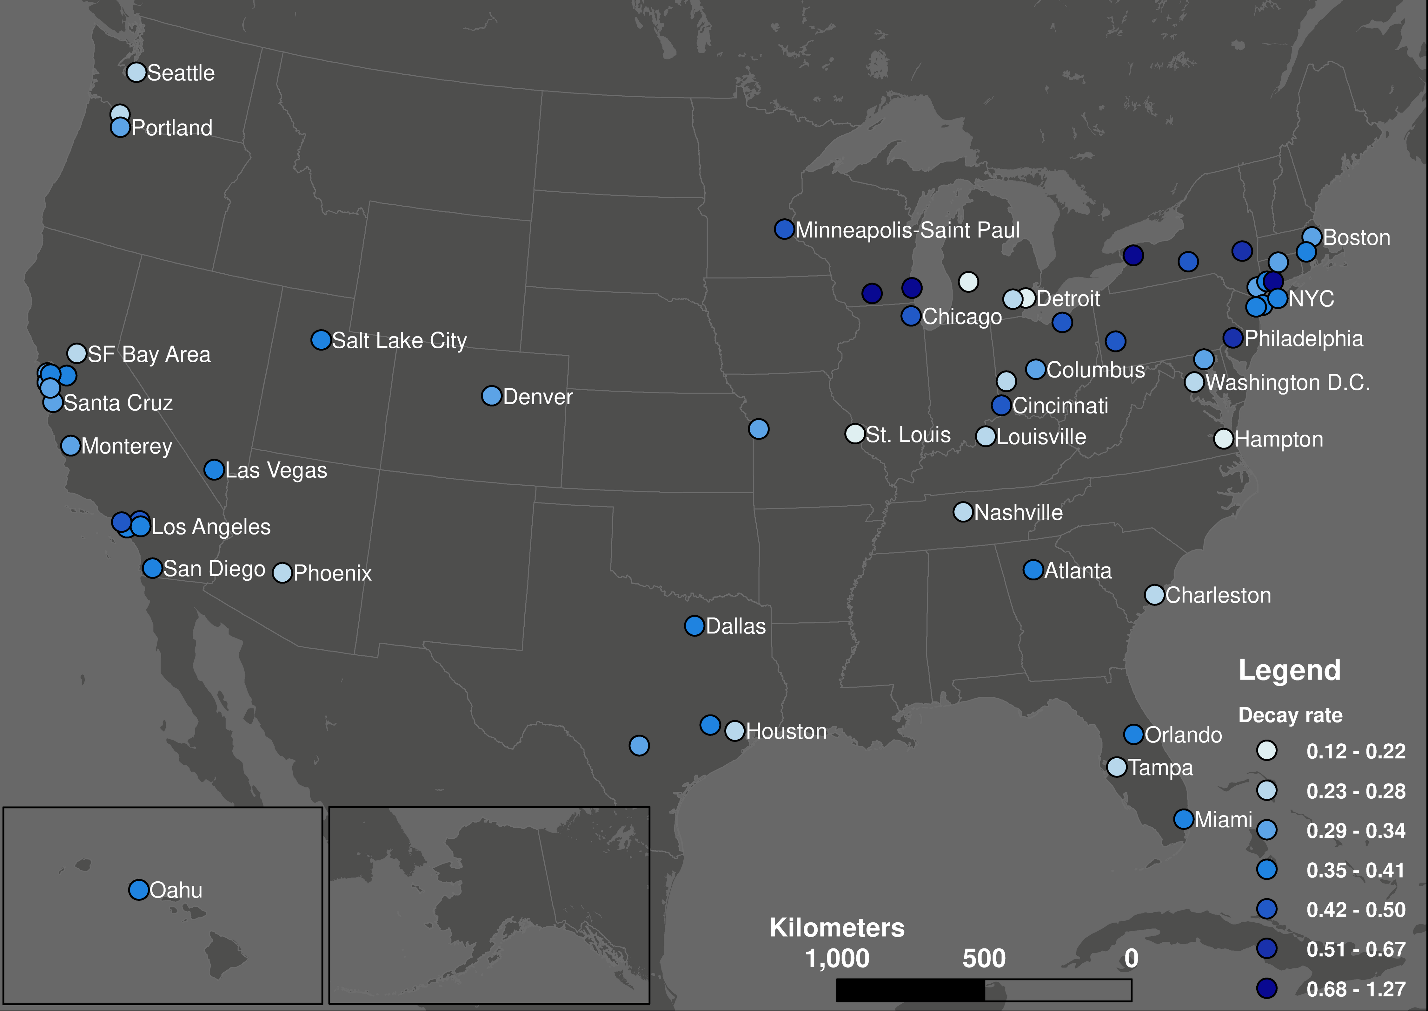 Seattle
Portland
Minneapolis-Saint Paul
Boston
Detroit
NYC
Chicago
Salt Lake City
Philadelphia
SF Bay Area
Columbus
Washington D.C.
Denver
Santa Cruz
Cincinnati
St. Louis
Louisville
Hampton
Monterey
Las Vegas
Nashville
Los Angeles
San Diego
Phoenix
Atlanta
Charleston
Dallas
Houston
Orlando
Tampa
Miami
Oahu
Legend
Decay rate
0.12 - 0.22
0.23 - 0.28
0.29 - 0.34
0.35 - 0.41
0.42 - 0.50
0.51 - 0.67
0.68 - 1.27
Kilometers
1,000 500 0